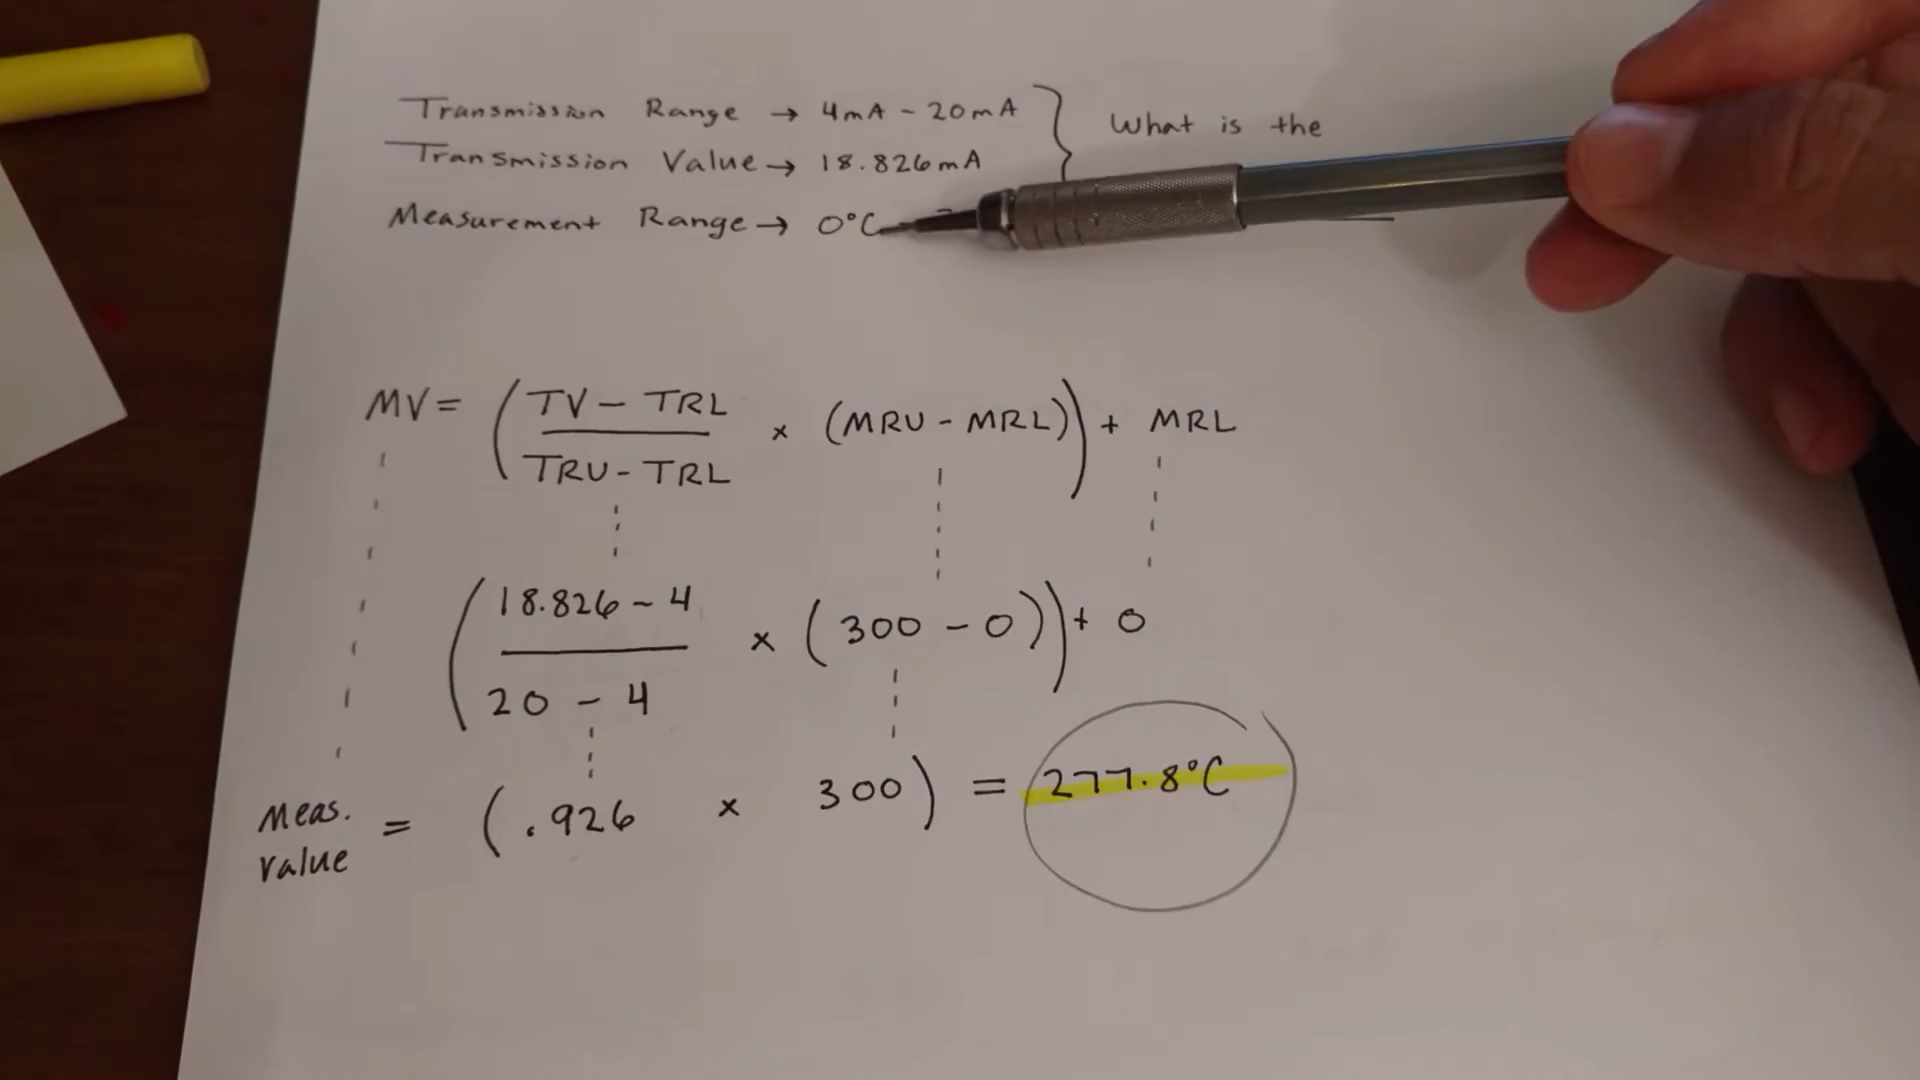 Transmission Range → 4mA - 20mA } What is the
Transmission Value → 18.826mA
Measurement Range → 0°C -
MV = (TV - TRL / TRU - TRL × (MRU - MRL)) + MRL
(18.826 - 4 / 20 - 4 × (300 - 0)) + 0
Meas. value = (.926 × 300) = 277.8°C